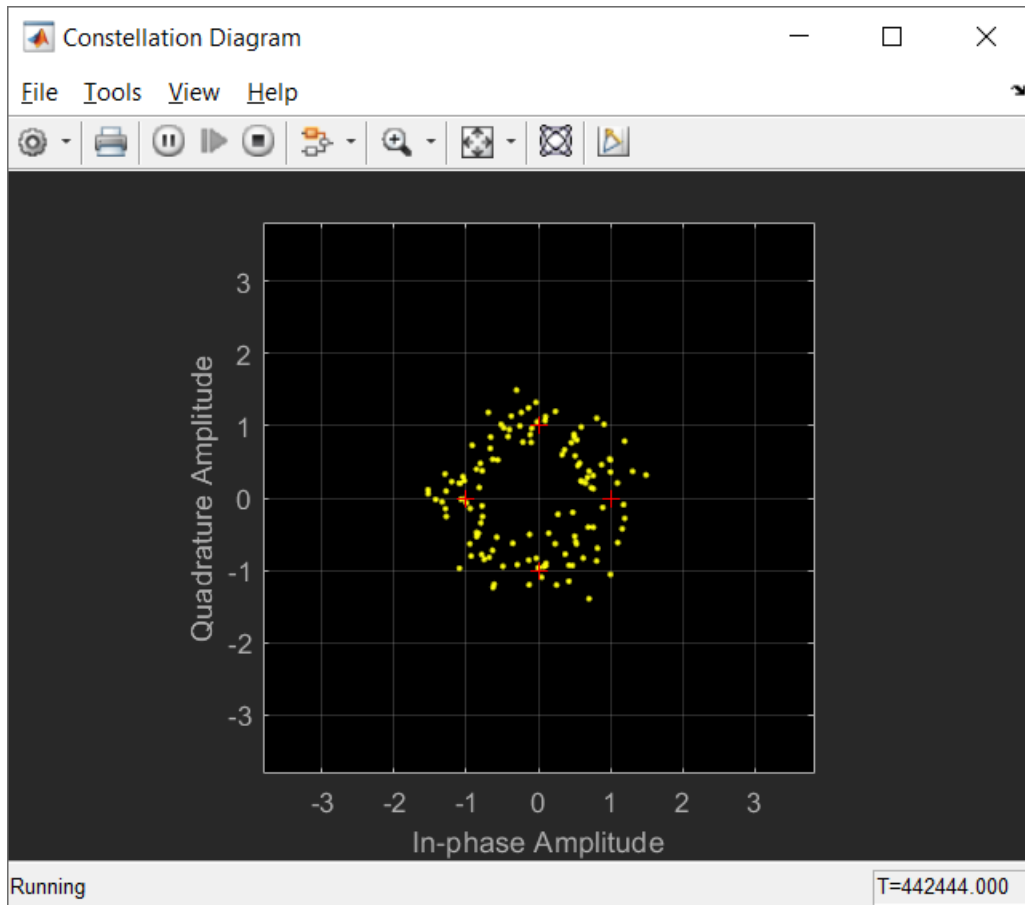 Constellation Diagram
File Tools View Help
3
2
1
0
-1
-2
-3
Quadrature Amplitude
-3 -2 -1 0 1 2 3
In-phase Amplitude
Running T=442444.000